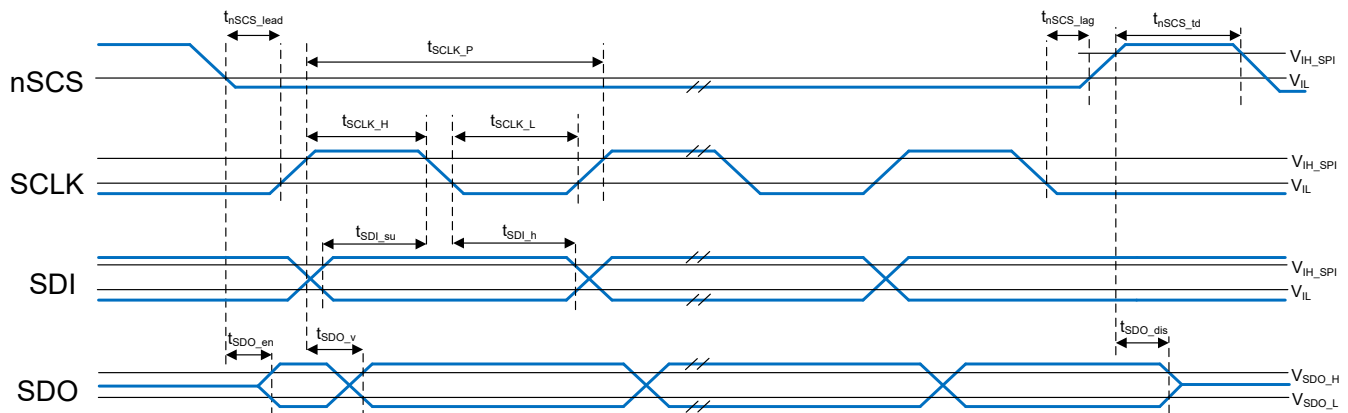 tnSCS_lead
tnSCS_lag
tnSCS_td
tSCLK_P
VIH_SPI
nSCS
VIL
tSCLK_H
tSCLK_L
VIH_SPI
SCLK
VIL
tSDI_su
tSDI_h
VIH_SPI
SDI
VIL
tSDO_en
tSDO_v
tSDO_dis
VSDO_H
SDO
VSDO_L